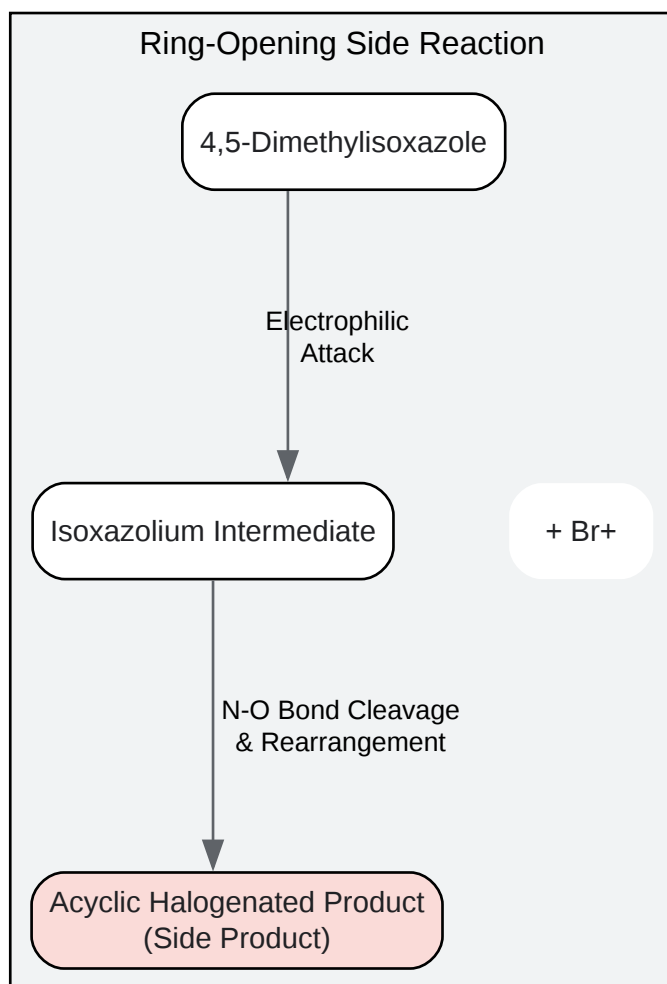 Ring-Opening Side Reaction
4,5-Dimethylisoxazole
Electrophilic
Attack
Isoxazolium Intermediate
+ Br+
N-O Bond Cleavage
& Rearrangement
Acyclic Halogenated Product
(Side Product)